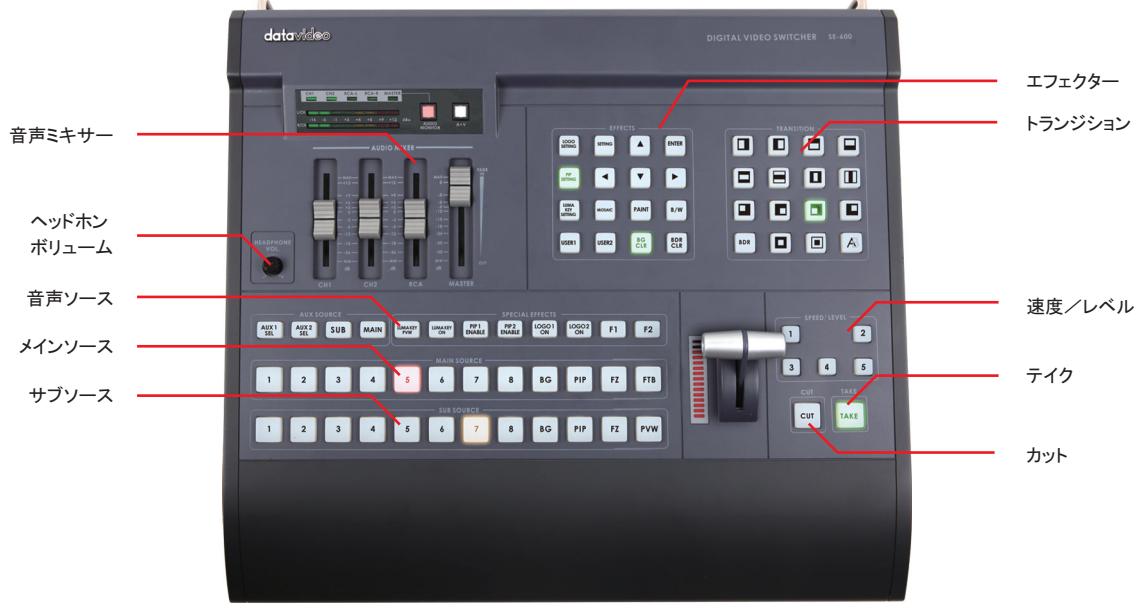 datavideo
DIGITAL VIDEO SWITCHER SE-600
エフェクター
トランジション
音声ミキサー
ヘッドホン
ボリューム
音声ソース
メインソース
サブソース
速度／レベル
テイク
カット
CH1 CH2 RCA-L RCA-R MASTER
AUDIO
MONITOR
A+V
AUDIO MIXER
CH1 CH2 RCA MASTER
HEADPHONE
VOL
EFFECTS
LOGO
SETTING
SETTING
ENTER
PIP
SETTING
LUMA
KEY
SETTING
MOSAIC
PAINT
B/W
USER1
USER2
BG
CLR
BDR
CLR
TRANSITION
BDR
A
AUX SOURCE
AUX 1
SEL
AUX 2
SEL
SUB
MAIN
SPECIAL EFFECTS
LUMAKEY
PVW
LUMAKEY
ON
PIP 1
ENABLE
PIP 2
ENABLE
LOGO 1
ON
LOGO 2
ON
F1
F2
MAIN SOURCE
1 2 3 4 5 6 7 8 BG PIP FZ FTB
SUB SOURCE
1 2 3 4 5 6 7 8 BG PIP FZ PVW
SPEED/ LEVEL
1 2
3 4 5
CUT TAKE
CUT TAKE